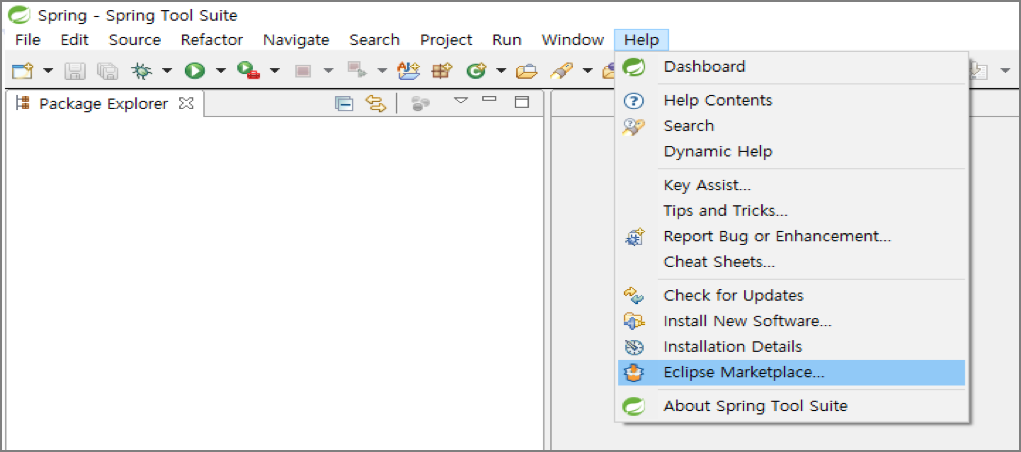 Spring - Spring Tool Suite
File Edit Source Refactor Navigate Search Project Run Window Help
Package Explorer
Dashboard
Help Contents
Search
Dynamic Help
Key Assist...
Tips and Tricks...
Report Bug or Enhancement...
Cheat Sheets...
Check for Updates
Install New Software...
Installation Details
Eclipse Marketplace...
About Spring Tool Suite